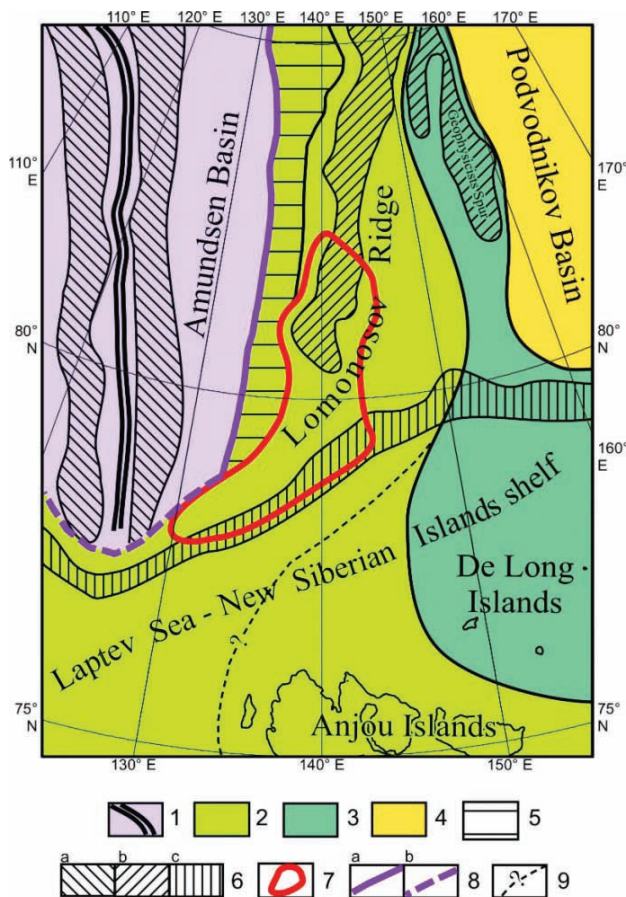 110° E 120° E 130° E 140° E 150° E 160° E 170° E
110°
E
170°
E
80°
N
80°
N
160°
E
75°
N
75°
N
130° E 140° E 150° E
Amundsen Basin
Lomonosov Ridge
Geophysicists Spur
Podvodnikov Basin
Laptev Sea - New Siberian Islands shelf
De Long
Islands
Anjou Islands
?
1 2 3 4 5
a b c 6 7 a b 8 ? 9